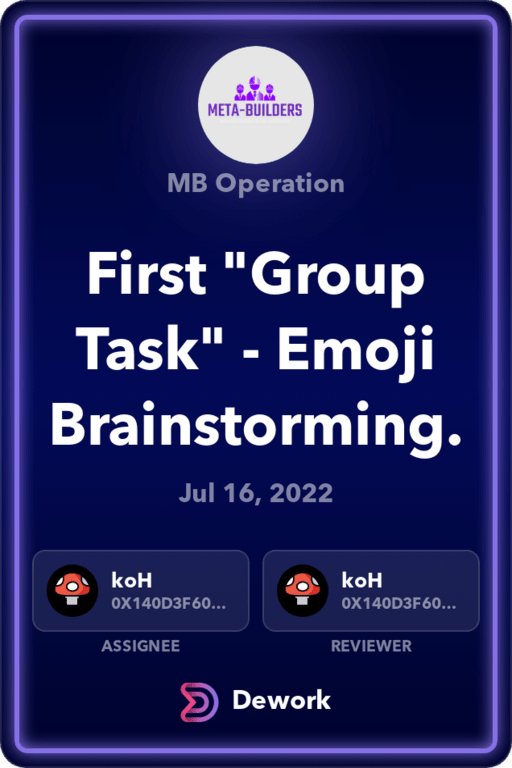 META-BUILDERS
MB Operation
First "Group
Task" - Emoji
Brainstorming.
Jul 16, 2022
koH
0X140D3F60...
ASSIGNEE
koH
0X140D3F60...
REVIEWER
Dework